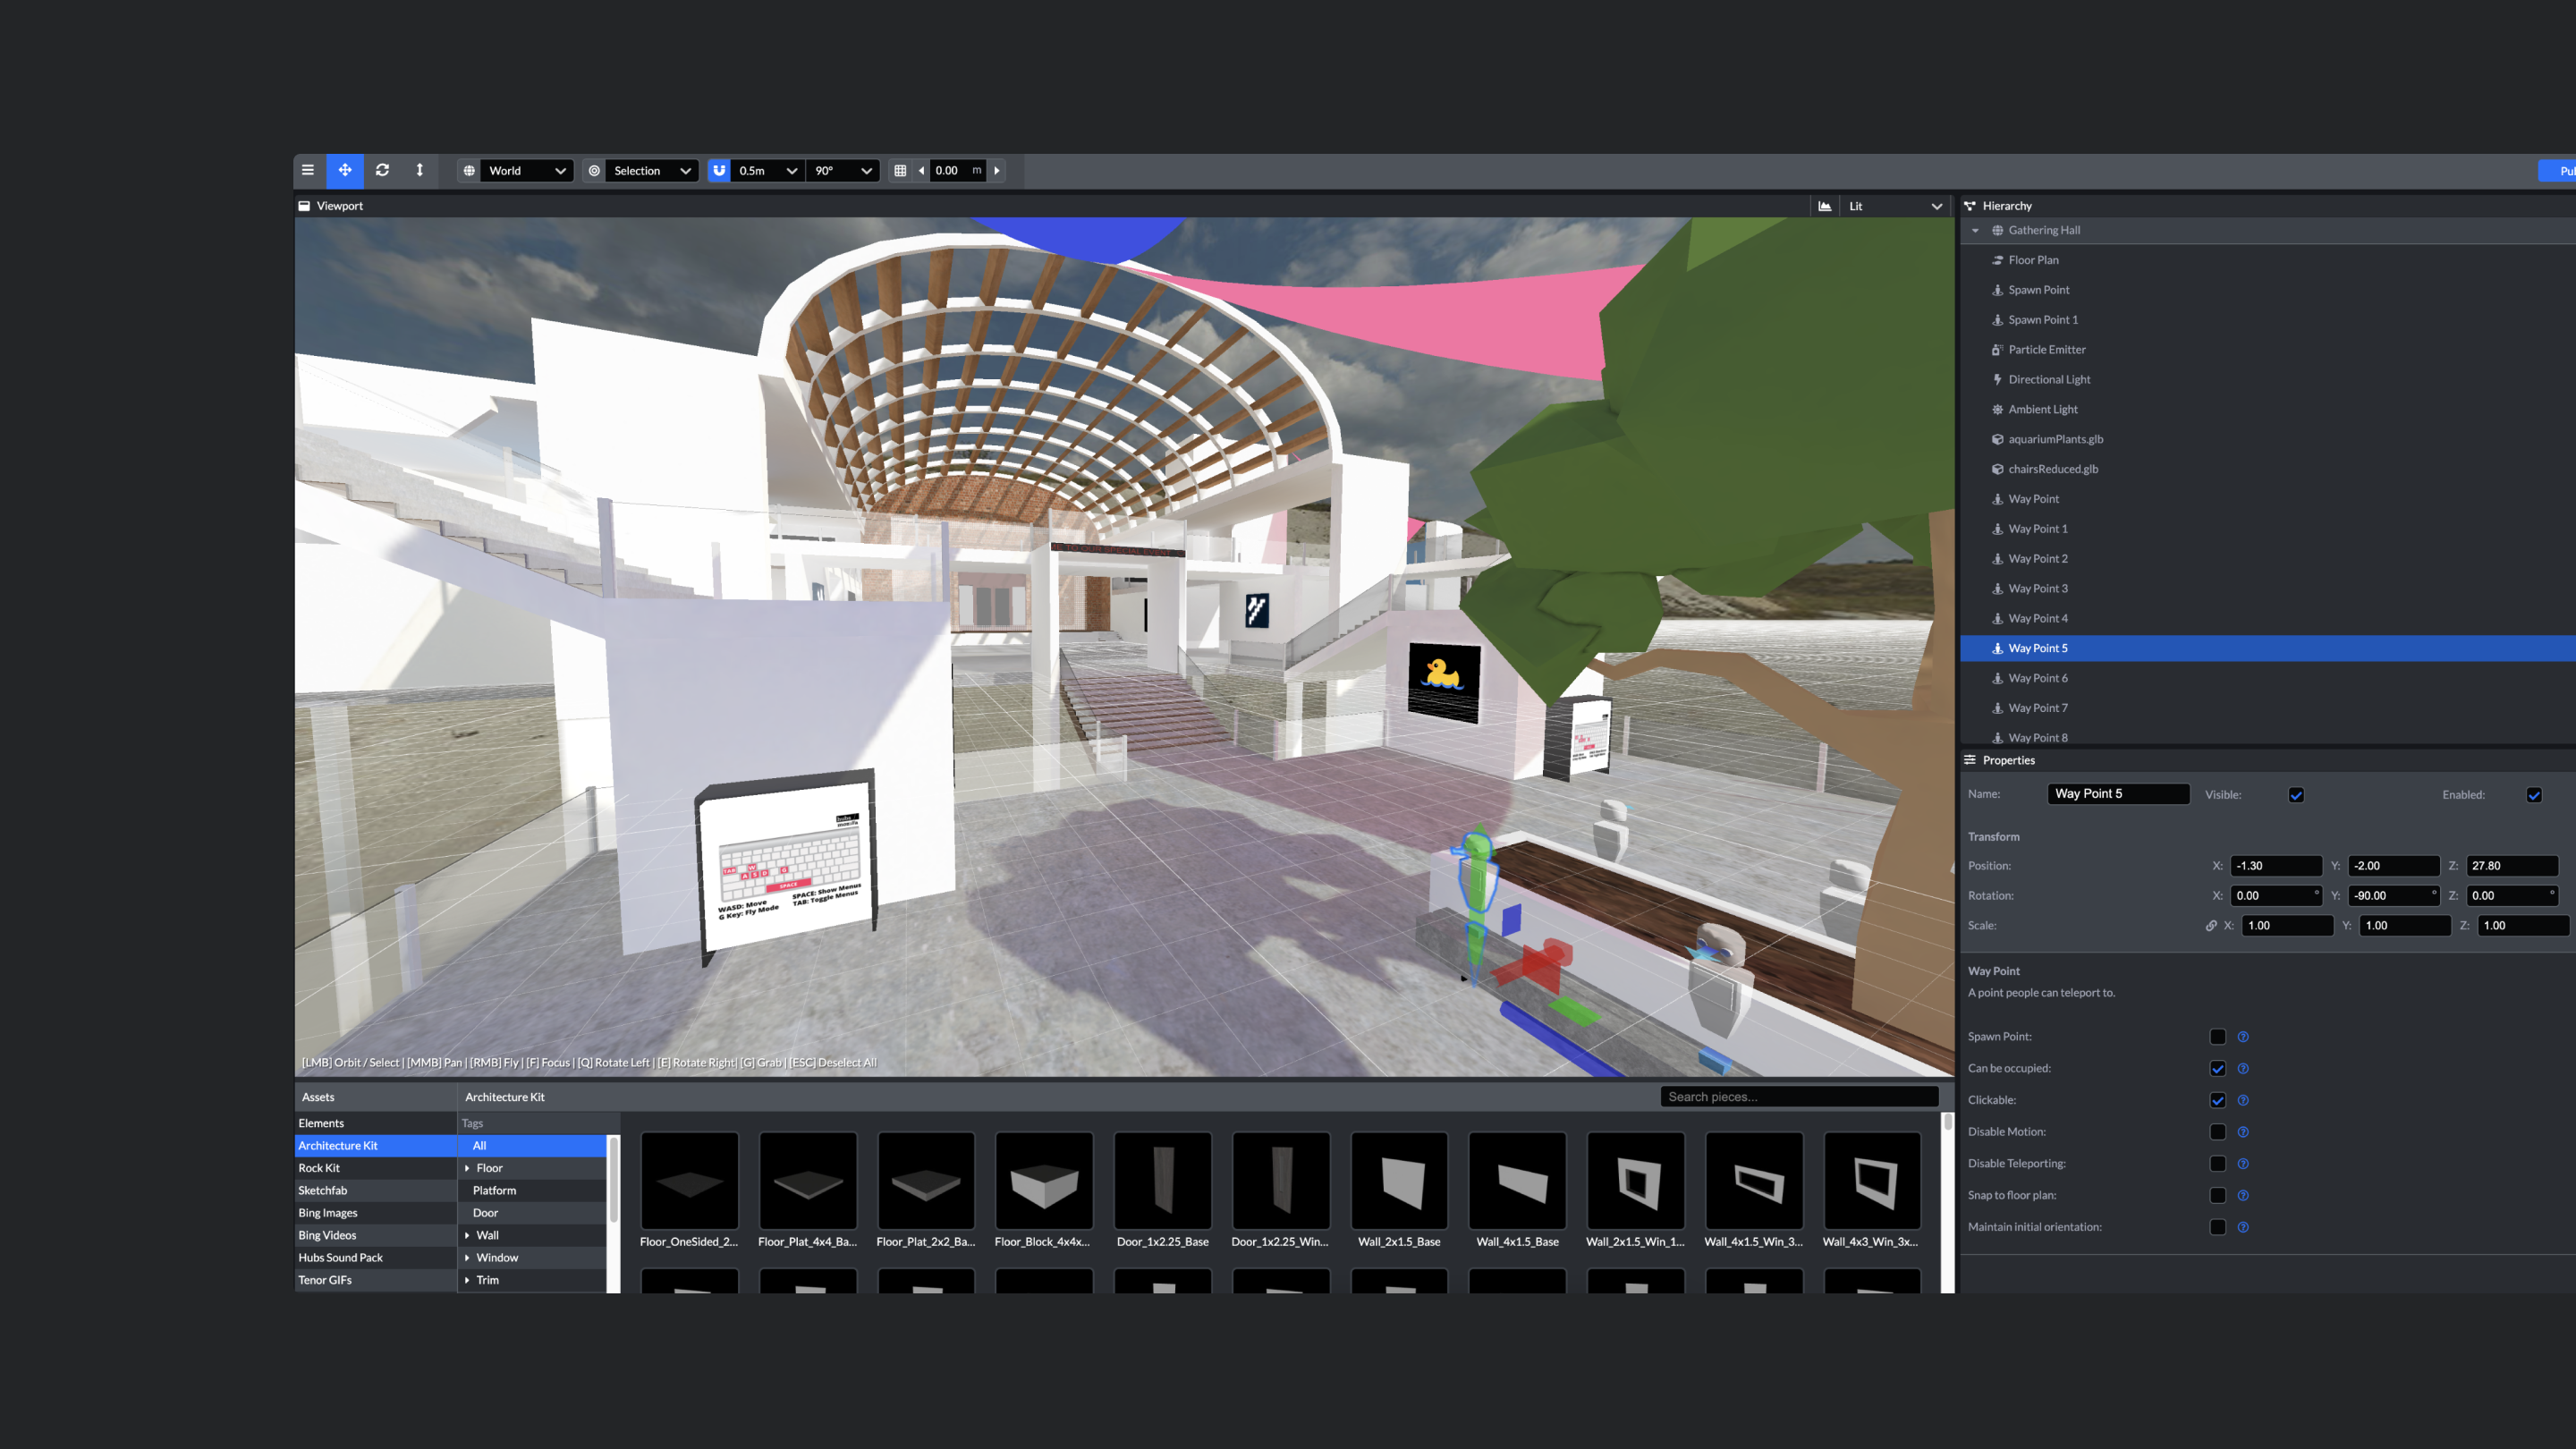 World
Selection
0.5m
90°
0.00 m
Pul
Viewport
Lit
Hierarchy
Gathering Hall
Floor Plan
Spawn Point
Spawn Point 1
Particle Emitter
Directional Light
Ambient Light
aquariumPlants.glb
chairsReduced.glb
Way Point
Way Point 1
Way Point 2
Way Point 3
Way Point 4
Way Point 5
Way Point 6
Way Point 7
Way Point 8
TAB W
A S D G
SPACE
WASD: Move
G Key: Fly Mode
SPACE: Show Menus
TAB: Toggle Menus
[LMB] Orbit / Select | [MMB] Pan | [RMB] Fly | [F] Focus | [Q] Rotate Left | [E] Rotate Right| [G] Grab | [ESC] Deselect All
Properties
Name: Way Point 5 Visible: Enabled:
Transform
Position: X: -1.30 Y: -2.00 Z: 27.80
Rotation: X: 0.00 ° Y: -90.00 ° Z: 0.00 °
Scale: X: 1.00 Y: 1.00 Z: 1.00
Way Point
A point people can teleport to.
Spawn Point:
Can be occupied:
Clickable:
Disable Motion:
Disable Teleporting:
Snap to floor plan:
Maintain initial orientation:
Assets
Elements
Architecture Kit
Rock Kit
Sketchfab
Bing Images
Bing Videos
Hubs Sound Pack
Tenor GIFs
Architecture Kit
Search pieces...
Tags
All
Floor
Platform
Door
Wall
Window
Trim
Floor_OneSided_2...
Floor_Plat_4x4_Ba...
Floor_Plat_2x2_Ba...
Floor_Block_4x4x...
Door_1x2.25_Base
Door_1x2.25_Win...
Wall_2x1.5_Base
Wall_4x1.5_Base
Wall_2x1.5_Win_1...
Wall_4x1.5_Win_3...
Wall_4x3_Win_3x...